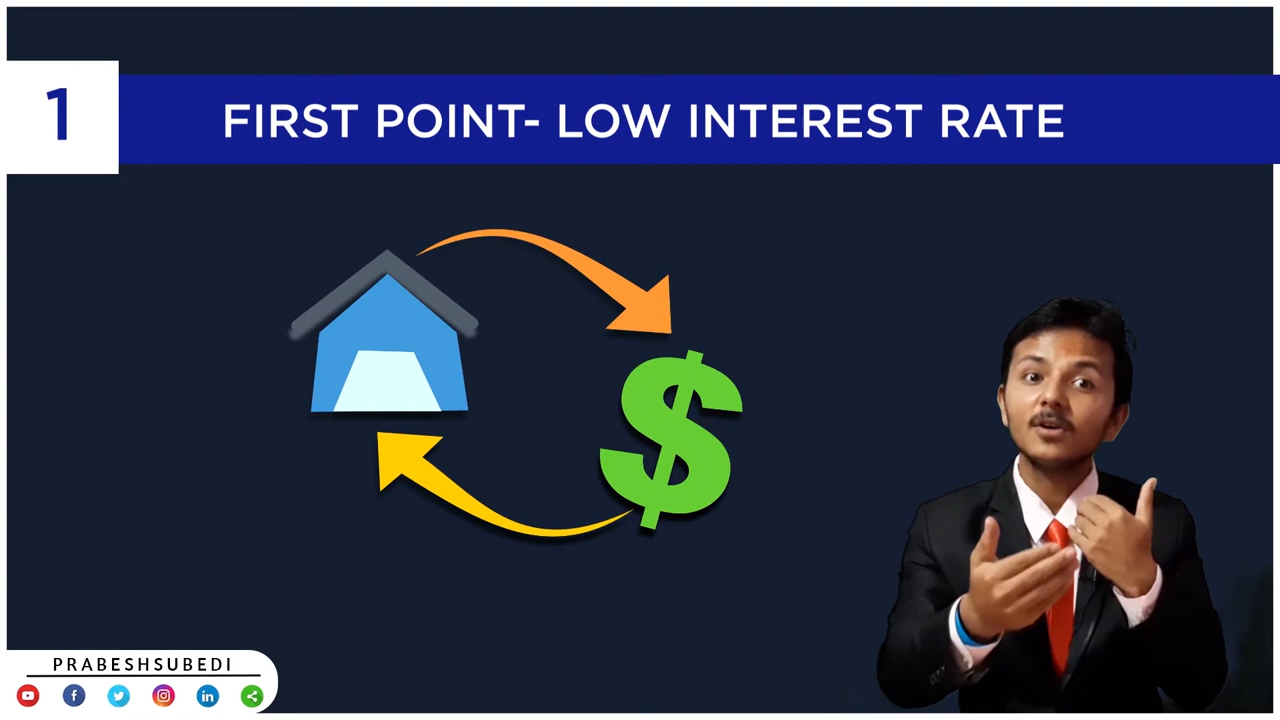 1
FIRST POINT- LOW INTEREST RATE
$
PRABESHSUBEDI